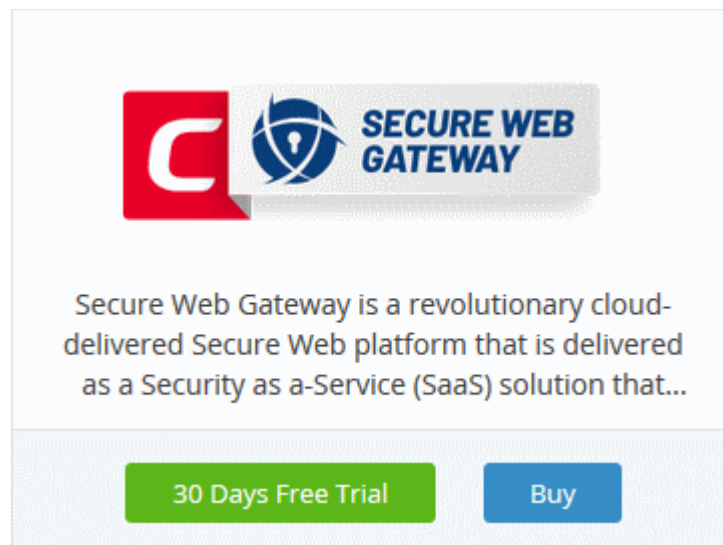 C SECURE WEB
GATEWAY
Secure Web Gateway is a revolutionary cloud-
delivered Secure Web platform that is delivered
as a Security as a-Service (SaaS) solution that...
30 Days Free Trial Buy